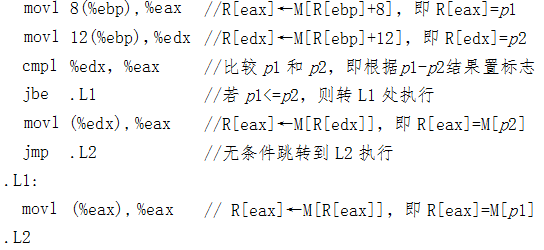 movl 8(%ebp),%eax //R[eax]←M[R[ebp]+8], 即 R[eax]=p1
movl 12(%ebp),%edx //R[edx]←M[R[ebp]+12], 即 R[edx]=p2
cmpl %edx, %eax //比较 p1 和 p2, 即根据p1-p2结果置标志
jbe .L1 //若 p1<=p2, 则转 L1 处执行
movl (%edx),%eax //R[eax]←M[R[edx]], 即 R[eax]=M[p2]
jmp .L2 //无条件跳转到 L2 执行
.L1:
movl (%eax),%eax // R[eax]←M[R[eax]], 即 R[eax]=M[p1]
.L2